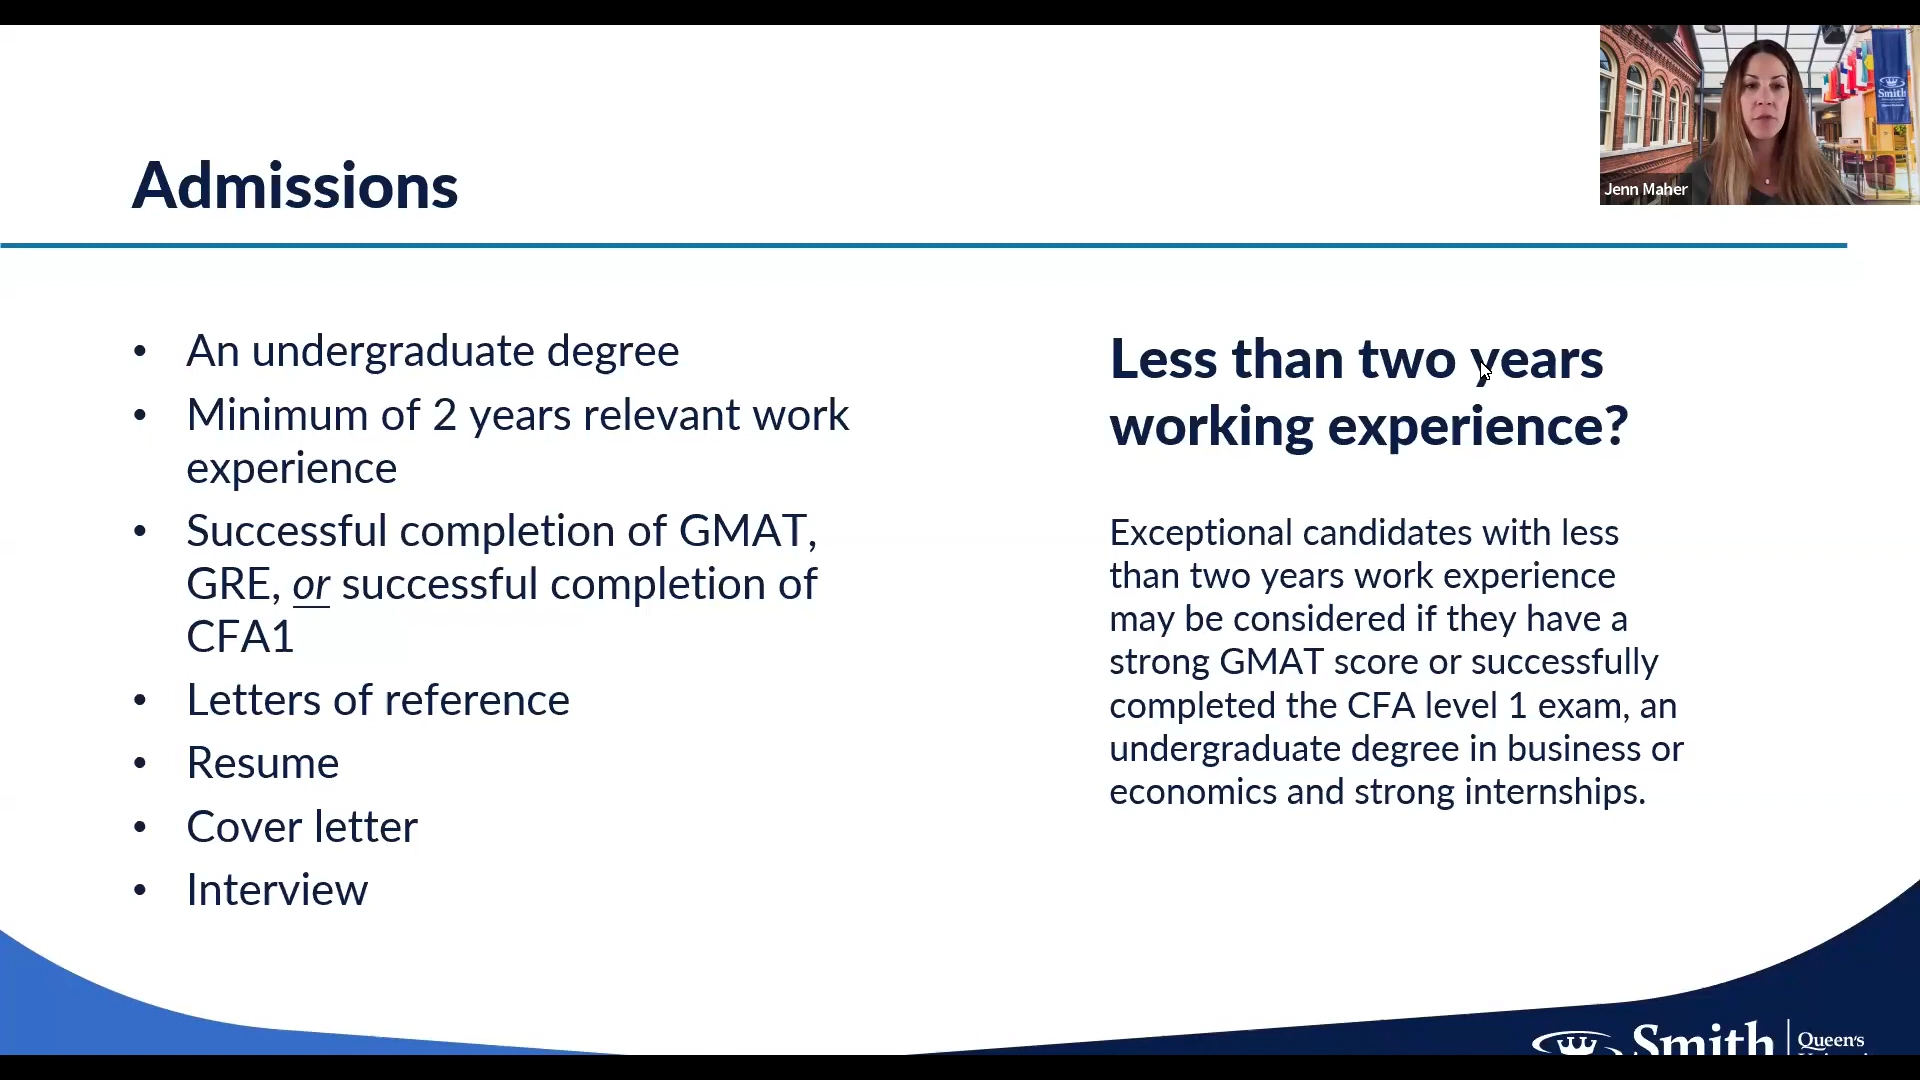 Smith
Jenn Maher
Admissions
• An undergraduate degree
• Minimum of 2 years relevant work
experience
• Successful completion of GMAT,
GRE, or successful completion of
CFA1
• Letters of reference
• Resume
• Cover letter
• Interview
Less than two years
working experience?
Exceptional candidates with less
than two years work experience
may be considered if they have a
strong GMAT score or successfully
completed the CFA level 1 exam, an
undergraduate degree in business or
economics and strong internships.
Smith
Queen's